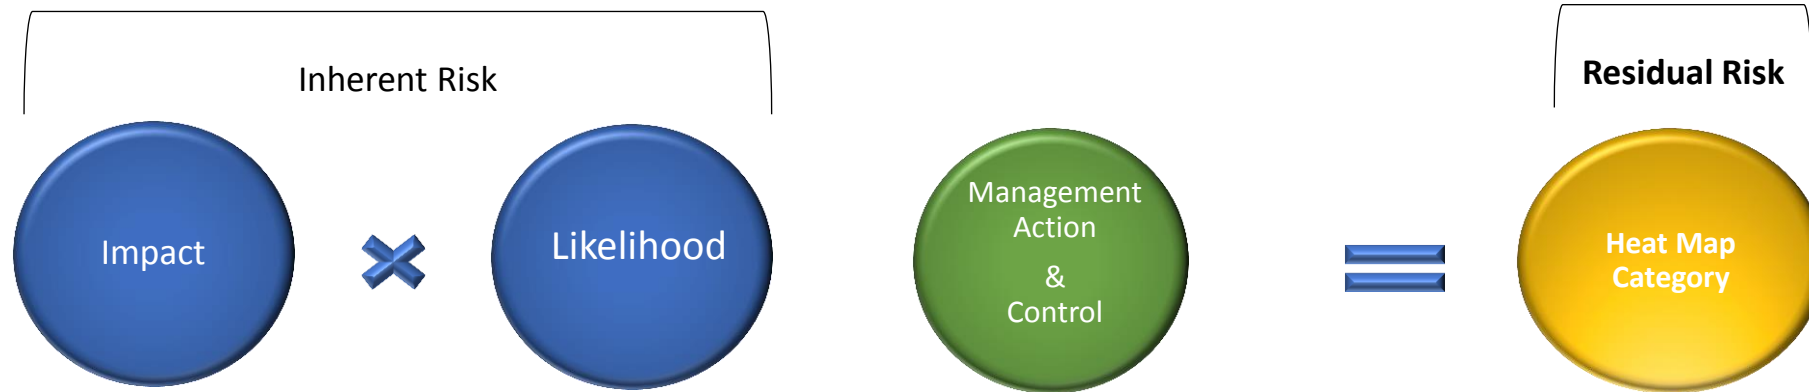 Inherent Risk
Residual Risk
Impact
Likelihood
Management
Action
&
Control
Heat Map
Category